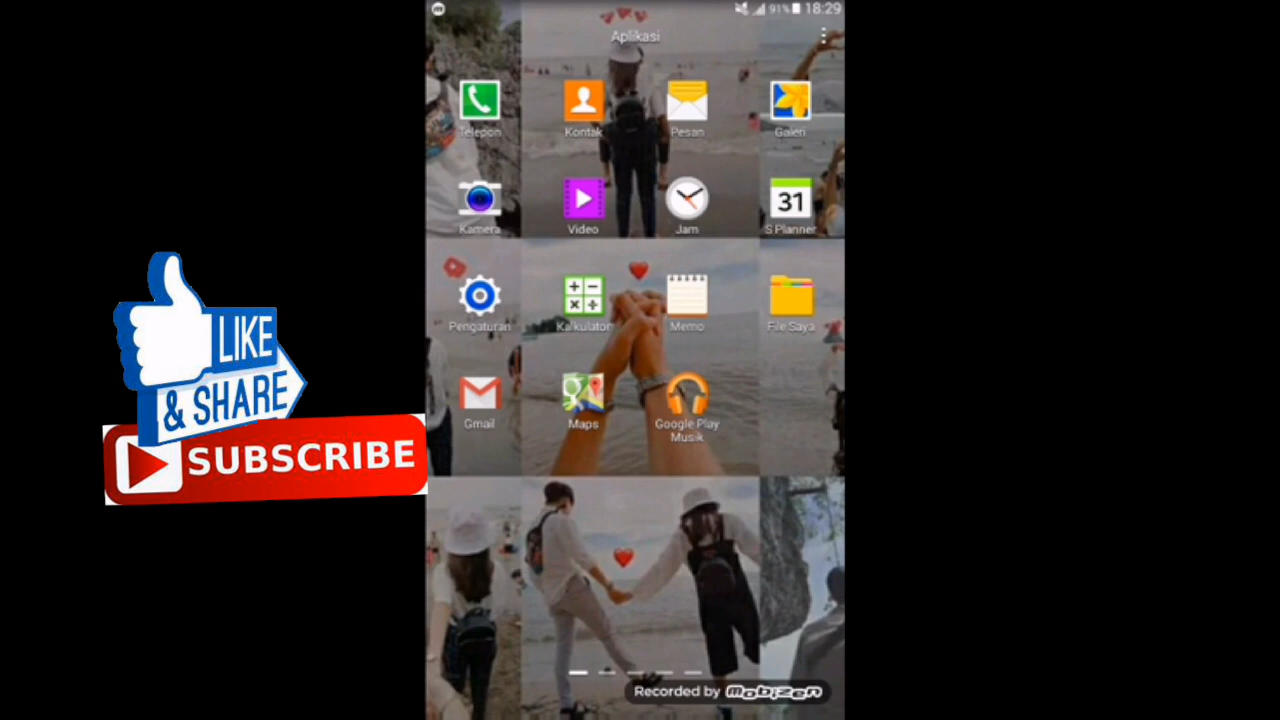 91% 18:29
Aplikasi
Telepon
Kontak
Pesan
Galeri
Kamera
Video
Jam
31
S Planner
Pengaturan
Kalkulator
Memo
File Saya
Gmail
Maps
Google Play
Musik
LIKE
& SHARE
SUBSCRIBE
Recorded by Mobizen